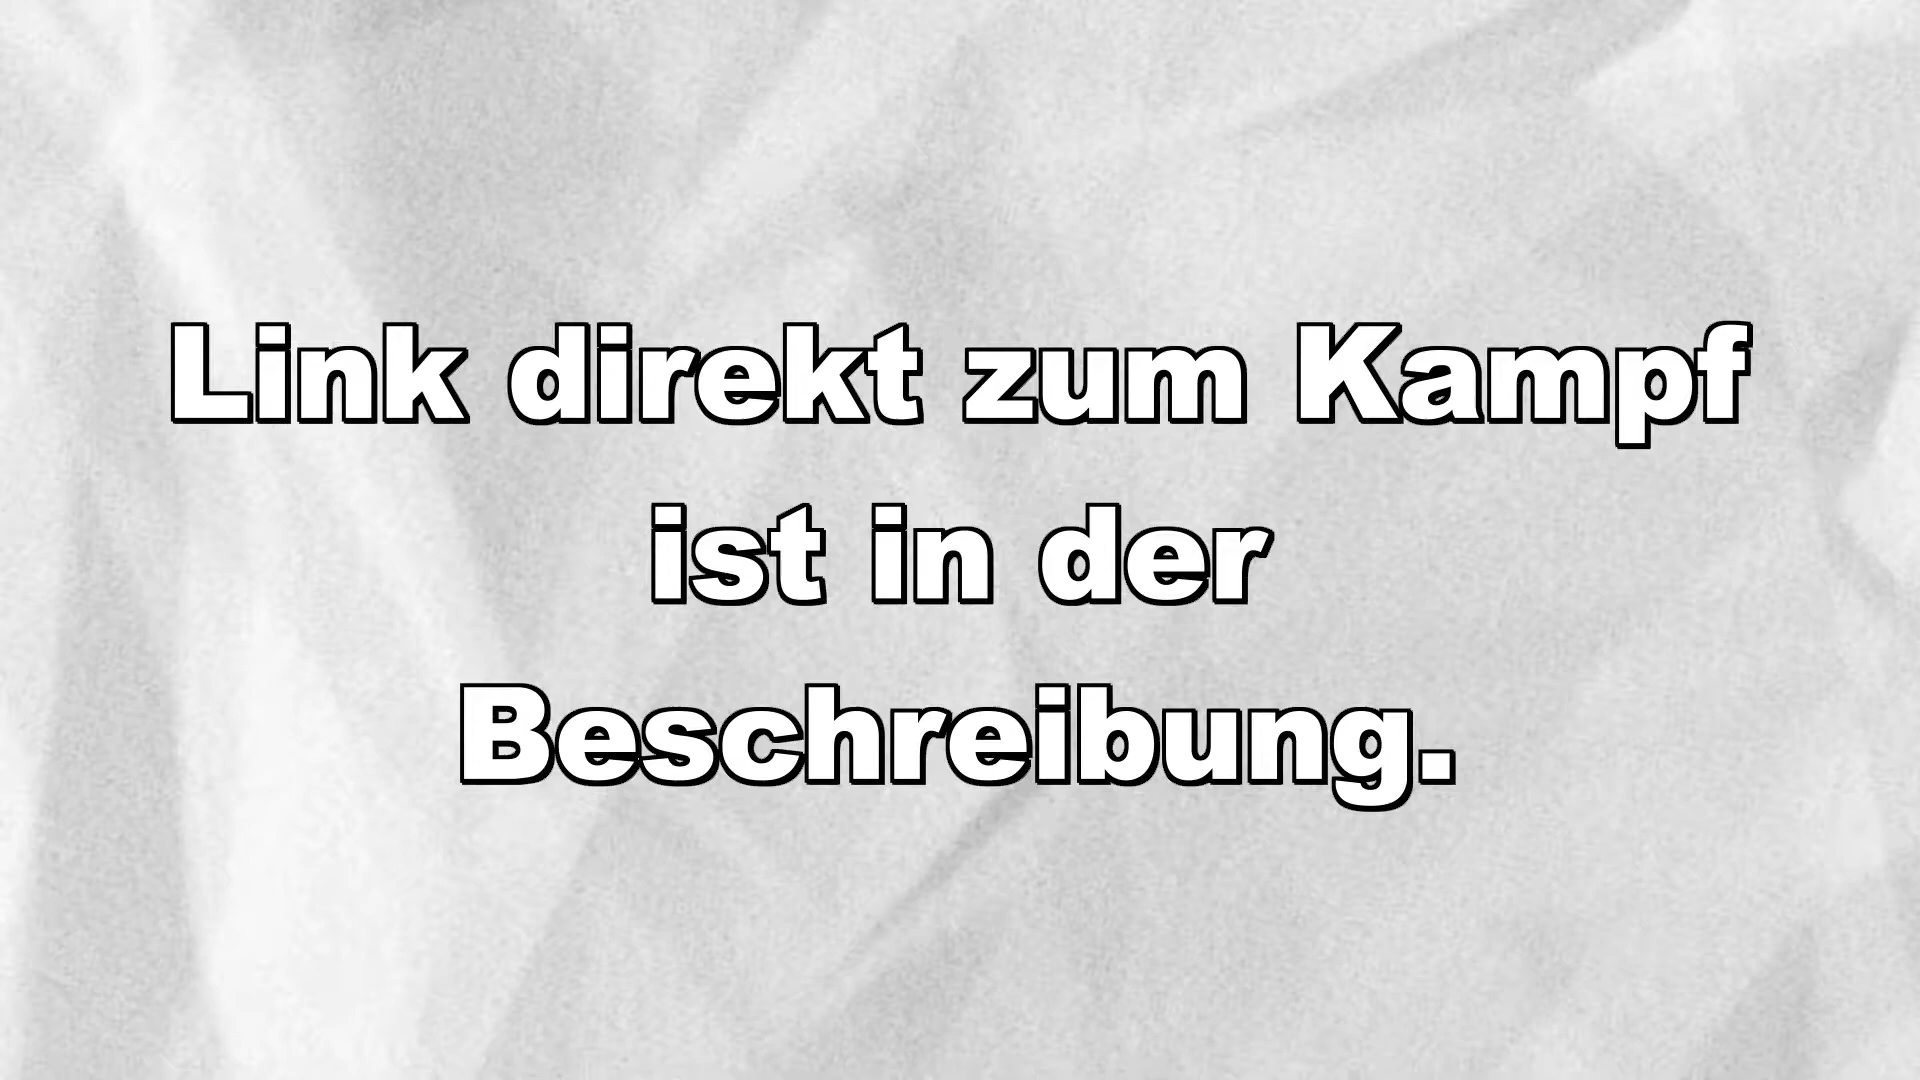 Link direkt zum Kampf
ist in der
Beschreibung.